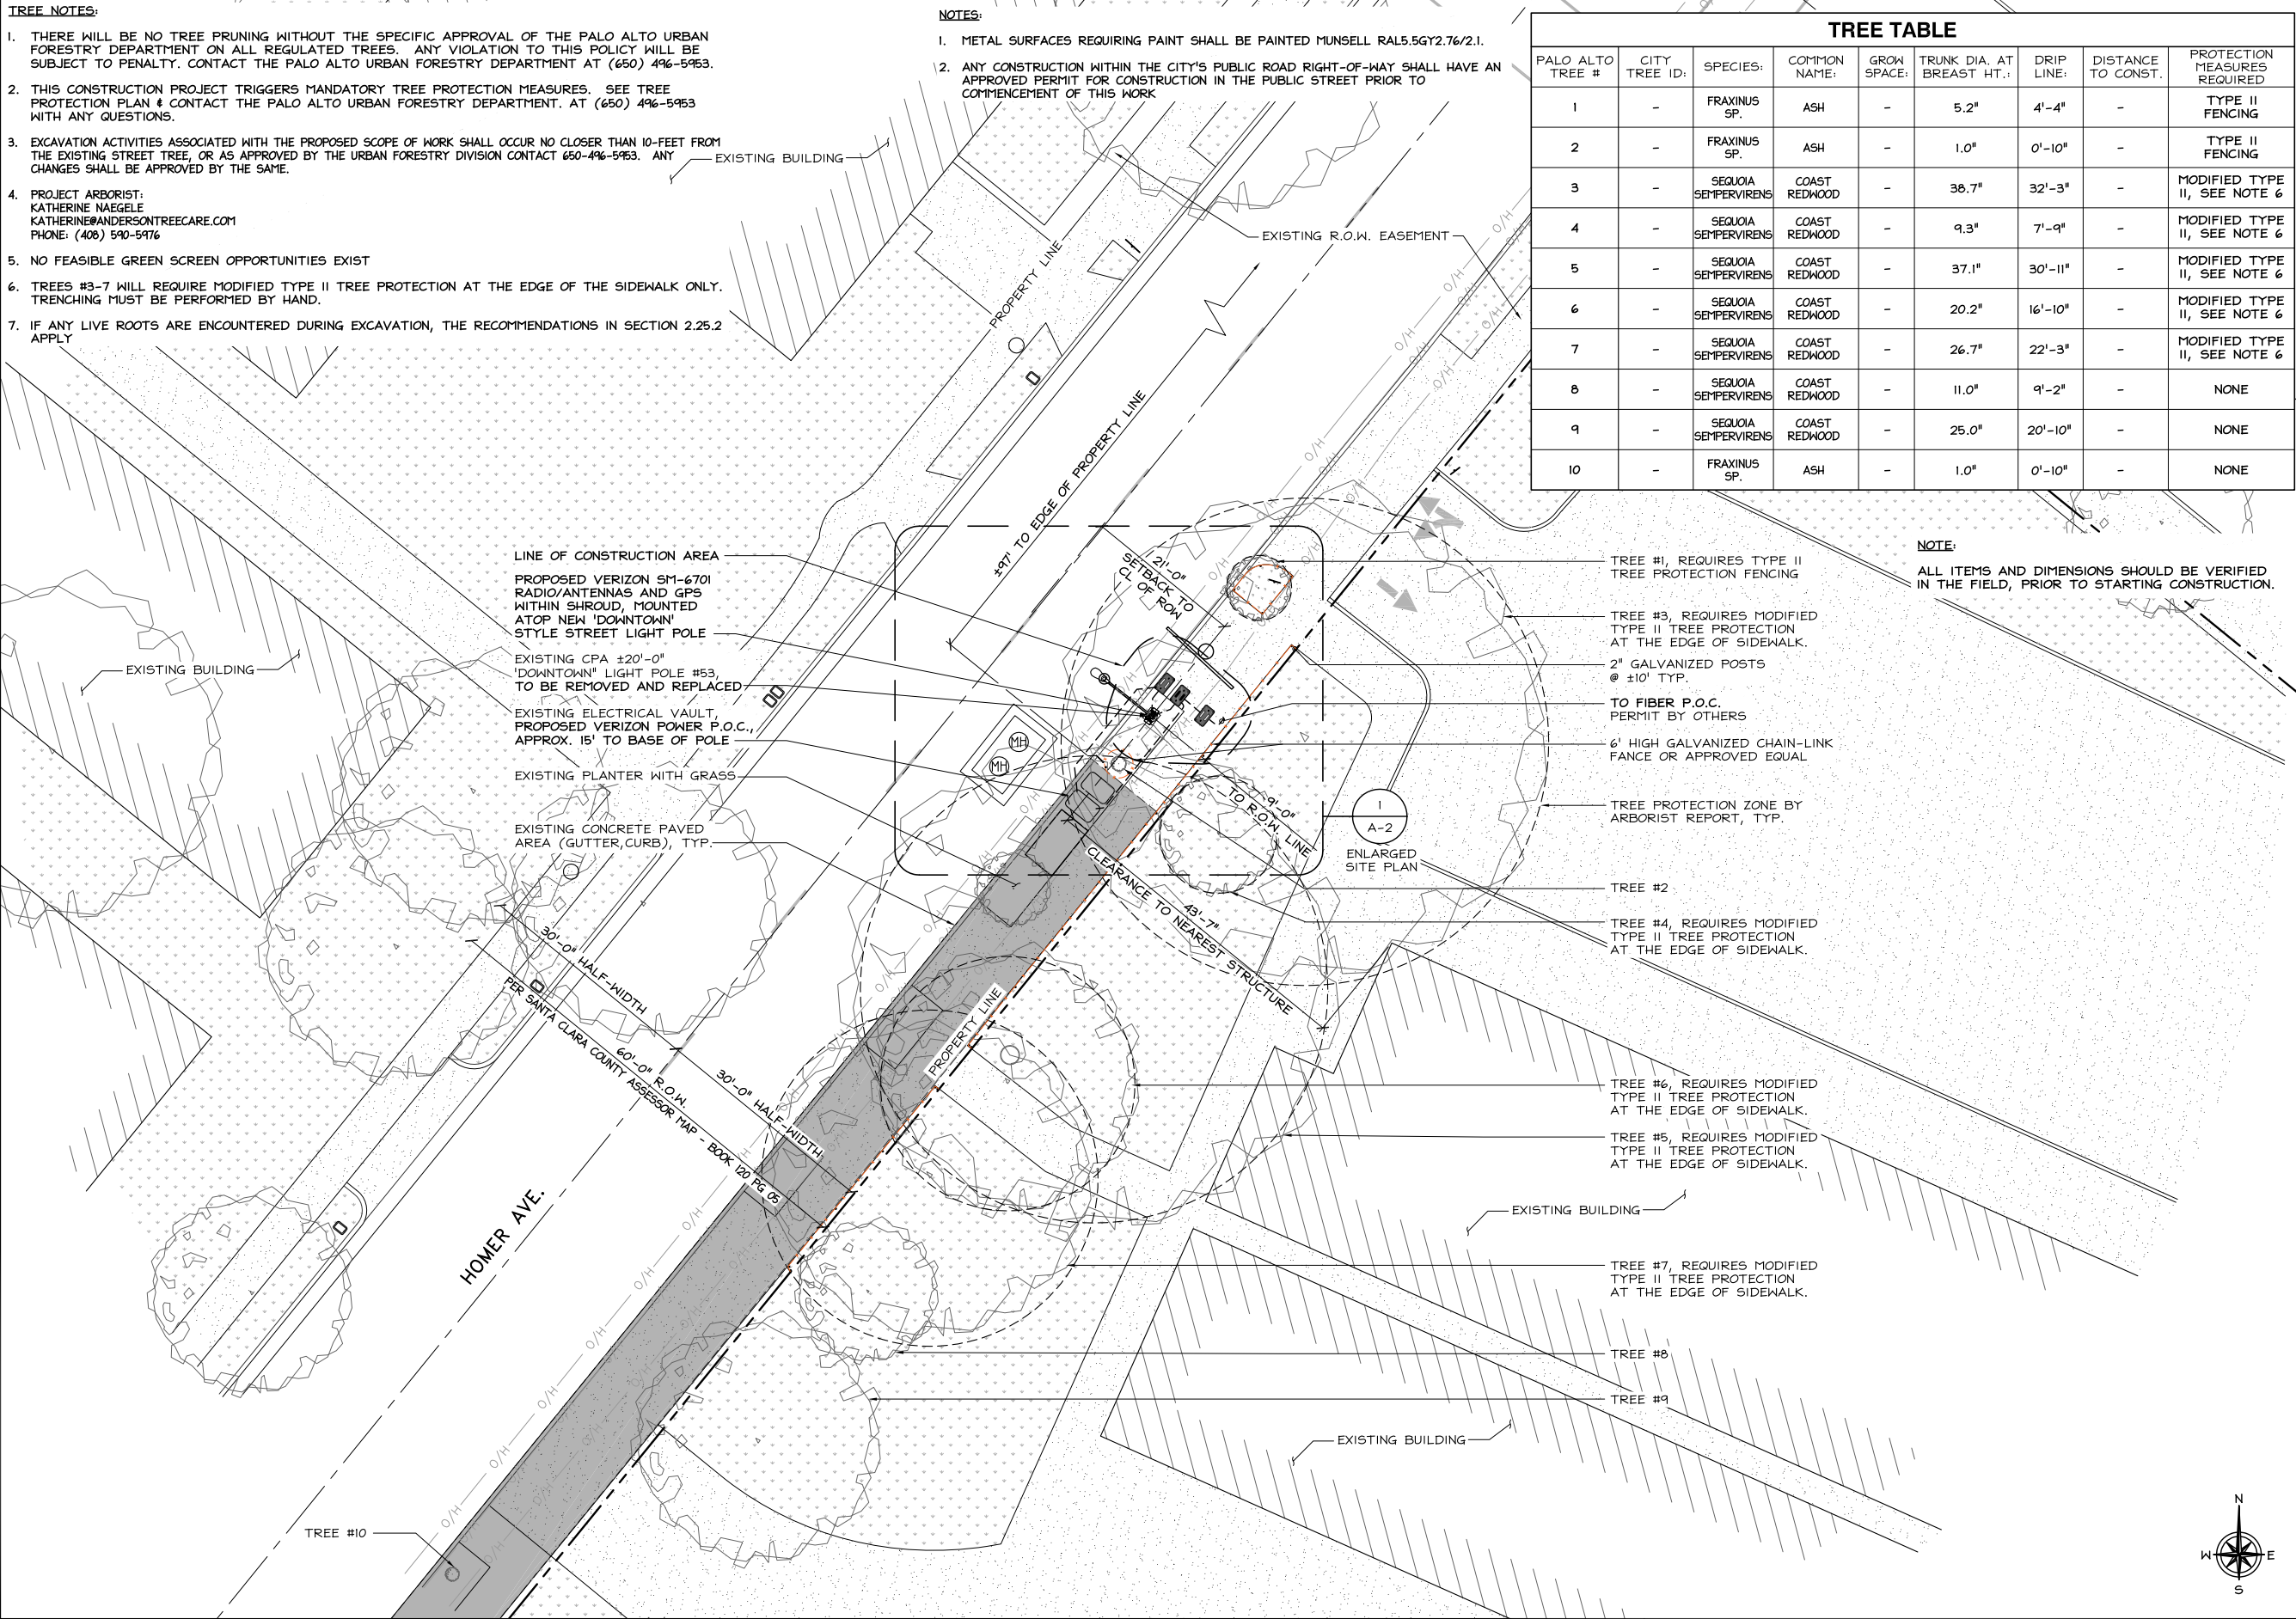 TREE NOTES:
1. THERE WILL BE NO TREE PRUNING WITHOUT THE SPECIFIC APPROVAL OF THE PALO ALTO URBAN
FORESTRY DEPARTMENT ON ALL REGULATED TREES. ANY VIOLATION TO THIS POLICY WILL BE
SUBJECT TO PENALTY. CONTACT THE PALO ALTO URBAN FORESTRY DEPARTMENT AT (650) 496-5953.
2. THIS CONSTRUCTION PROJECT TRIGGERS MANDATORY TREE PROTECTION MEASURES. SEE TREE
PROTECTION PLAN & CONTACT THE PALO ALTO URBAN FORESTRY DEPARTMENT. AT (650) 496-5953
WITH ANY QUESTIONS.
3. EXCAVATION ACTIVITIES ASSOCIATED WITH THE PROPOSED SCOPE OF WORK SHALL OCCUR NO CLOSER THAN 10-FEET FROM
THE EXISTING STREET TREE, OR AS APPROVED BY THE URBAN FORESTRY DIVISION CONTACT 650-496-5953. ANY
CHANGES SHALL BE APPROVED BY THE SAME.
4. PROJECT ARBORIST:
KATHERINE NAEGELE
KATHERINE@ANDERSONTREECARE.COM
PHONE: (408) 590-5976
5. NO FEASIBLE GREEN SCREEN OPPORTUNITIES EXIST
6. TREES #3-7 WILL REQUIRE MODIFIED TYPE II TREE PROTECTION AT THE EDGE OF THE SIDEWALK ONLY.
TRENCHING MUST BE PERFORMED BY HAND.
7. IF ANY LIVE ROOTS ARE ENCOUNTERED DURING EXCAVATION, THE RECOMMENDATIONS IN SECTION 2.25.2
APPLY
NOTES:
1. METAL SURFACES REQUIRING PAINT SHALL BE PAINTED MUNSELL RAL5.5GY2.76/2.1.
2. ANY CONSTRUCTION WITHIN THE CITY'S PUBLIC ROAD RIGHT-OF-WAY SHALL HAVE AN
APPROVED PERMIT FOR CONSTRUCTION IN THE PUBLIC STREET PRIOR TO
COMMENCEMENT OF THIS WORK
TREE TABLE
PALO ALTO TREE # CITY TREE ID: SPECIES: COMMON NAME: GROW SPACE: TRUNK DIA. AT BREAST HT.: DRIP LINE: DISTANCE TO CONST. PROTECTION MEASURES REQUIRED
1 - FRAXINUS SP. ASH - 5.2" 4'-4" - TYPE II FENCING
2 - FRAXINUS SP. ASH - 1.0" 0'-10" - TYPE II FENCING
3 - SEQUOIA SEMPERVIRENS COAST REDWOOD - 38.7" 32'-3" - MODIFIED TYPE II, SEE NOTE 6
4 - SEQUOIA SEMPERVIRENS COAST REDWOOD - 9.3" 7'-9" - MODIFIED TYPE II, SEE NOTE 6
5 - SEQUOIA SEMPERVIRENS COAST REDWOOD - 37.1" 30'-11" - MODIFIED TYPE II, SEE NOTE 6
6 - SEQUOIA SEMPERVIRENS COAST REDWOOD - 20.2" 16'-10" - MODIFIED TYPE II, SEE NOTE 6
7 - SEQUOIA SEMPERVIRENS COAST REDWOOD - 26.7" 22'-3" - MODIFIED TYPE II, SEE NOTE 6
8 - SEQUOIA SEMPERVIRENS COAST REDWOOD - 11.0" 9'-2" - NONE
9 - SEQUOIA SEMPERVIRENS COAST REDWOOD - 25.0" 20'-10" - NONE
10 - FRAXINUS SP. ASH - 1.0" 0'-10" - NONE
NOTE:
ALL ITEMS AND DIMENSIONS SHOULD BE VERIFIED
IN THE FIELD, PRIOR TO STARTING CONSTRUCTION.
EXISTING BUILDING
EXISTING R.O.W. EASEMENT
PROPERTY LINE
±97' TO EDGE OF PROPERTY LINE
LINE OF CONSTRUCTION AREA
PROPOSED VERIZON SM-6701
RADIO/ANTENNAS AND GPS
WITHIN SHROUD, MOUNTED
ATOP NEW 'DOWNTOWN'
STYLE STREET LIGHT POLE
EXISTING CPA ±20'-0"
'DOWNTOWN" LIGHT POLE #53,
TO BE REMOVED AND REPLACED
EXISTING ELECTRICAL VAULT,
PROPOSED VERIZON POWER P.O.C.,
APPROX. 15' TO BASE OF POLE
EXISTING PLANTER WITH GRASS
EXISTING CONCRETE PAVED
AREA (GUTTER,CURB), TYP.
EXISTING BUILDING
21'-0"
SETBACK TO
CL OF ROW
MH
MH
9'-0"
TO R.O.W. LINE
43'-7"
CLEARANCE TO NEAREST STRUCTURE
1
A-2
ENLARGED
SITE PLAN
TREE #1, REQUIRES TYPE II
TREE PROTECTION FENCING
TREE #3, REQUIRES MODIFIED
TYPE II TREE PROTECTION
AT THE EDGE OF SIDEWALK.
2" GALVANIZED POSTS
@ ±10' TYP.
TO FIBER P.O.C.
PERMIT BY OTHERS
6' HIGH GALVANIZED CHAIN-LINK
FANCE OR APPROVED EQUAL
TREE PROTECTION ZONE BY
ARBORIST REPORT, TYP.
TREE #2
TREE #4, REQUIRES MODIFIED
TYPE II TREE PROTECTION
AT THE EDGE OF SIDEWALK.
TREE #6, REQUIRES MODIFIED
TYPE II TREE PROTECTION
AT THE EDGE OF SIDEWALK.
TREE #5, REQUIRES MODIFIED
TYPE II TREE PROTECTION
AT THE EDGE OF SIDEWALK.
EXISTING BUILDING
TREE #7, REQUIRES MODIFIED
TYPE II TREE PROTECTION
AT THE EDGE OF SIDEWALK.
TREE #8
TREE #9
EXISTING BUILDING
30'-0" HALF-WIDTH
60'-0" R.O.W.
PER SANTA CLARA COUNTY ASSESSOR MAP - BOOK 120 PG 05
30'-0" HALF-WIDTH
PROPERTY LINE
HOMER AVE.
TREE #10
O/H
O/H
O/H
O/H
O/H
O/H
O/H
O/H
O/H
O/H
N
W E
S